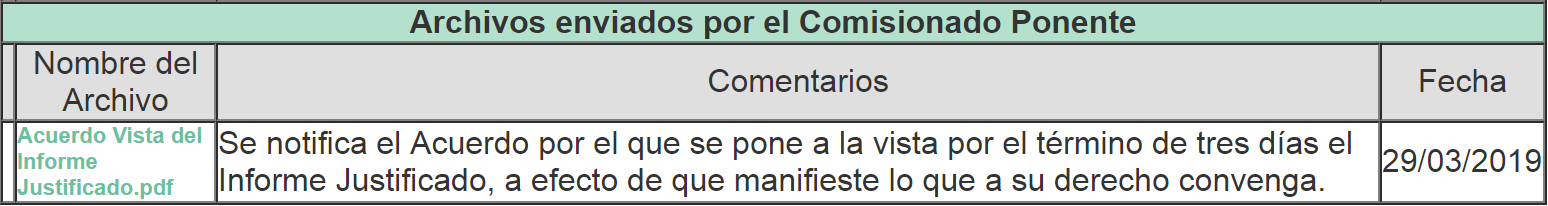 Archivos enviados por el Comisionado Ponente
Nombre del
Archivo
Comentarios
Fecha
Acuerdo Vista del
Informe
Justificado.pdf
Se notifica el Acuerdo por el que se pone a la vista por el término de tres días el
Informe Justificado, a efecto de que manifieste lo que a su derecho convenga.
29/03/2019